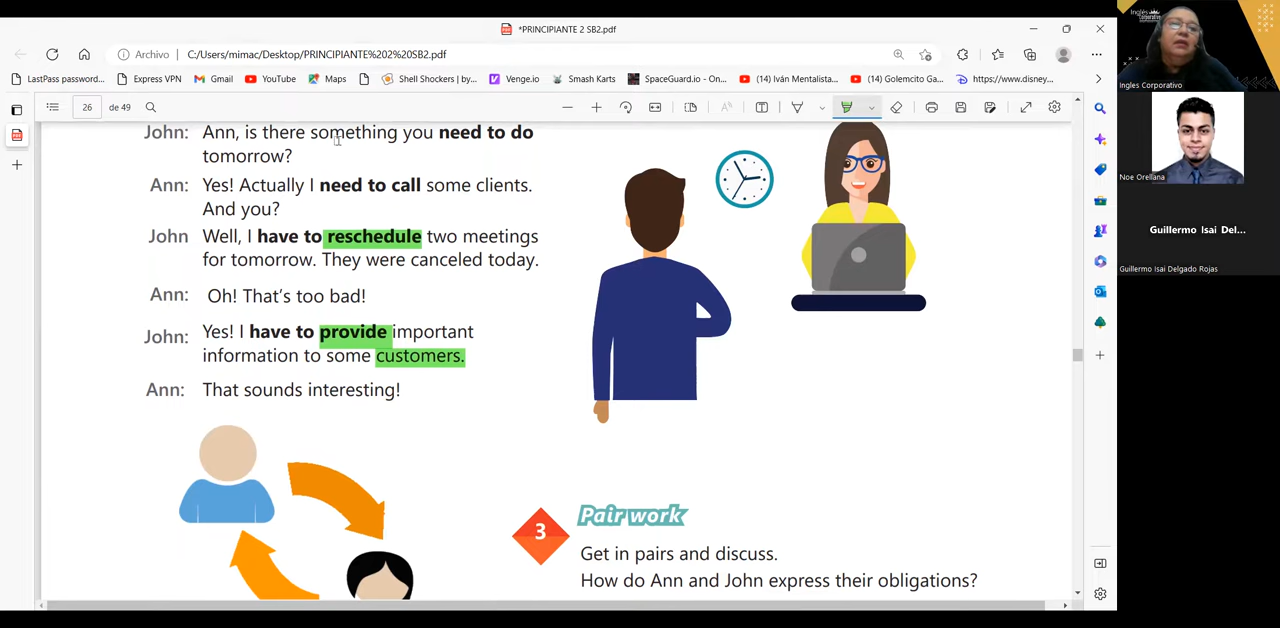 *PRINCIPIANTE 2 SB2.pdf
Archivo
C:/Users/mimac/Desktop/PRINCIPIANTE%202%20SB2.pdf
LastPass password...
Express VPN
Gmail
YouTube
Maps
Shell Shockers | by...
Venge.io
Smash Karts
SpaceGuard.io - On...
(14) Iván Mentalista...
(14) Golemcito Ga...
https://www.disney...
26
de 49
John:
Ann, is there something you need to do
tomorrow?
Ann:
Yes! Actually I need to call some clients.
And you?
John
Well, I have to reschedule two meetings
for tomorrow. They were canceled today.
Ann:
Oh! That's too bad!
John:
Yes! I have to provide important
information to some customers.
Ann:
That sounds interesting!
3
Pair work
Get in pairs and discuss.
How do Ann and John express their obligations?
Inglés
Corporativo
Ingles Corporativo
Noe Orellana
Guillermo Isai Del...
Guillermo Isai Delgado Rojas